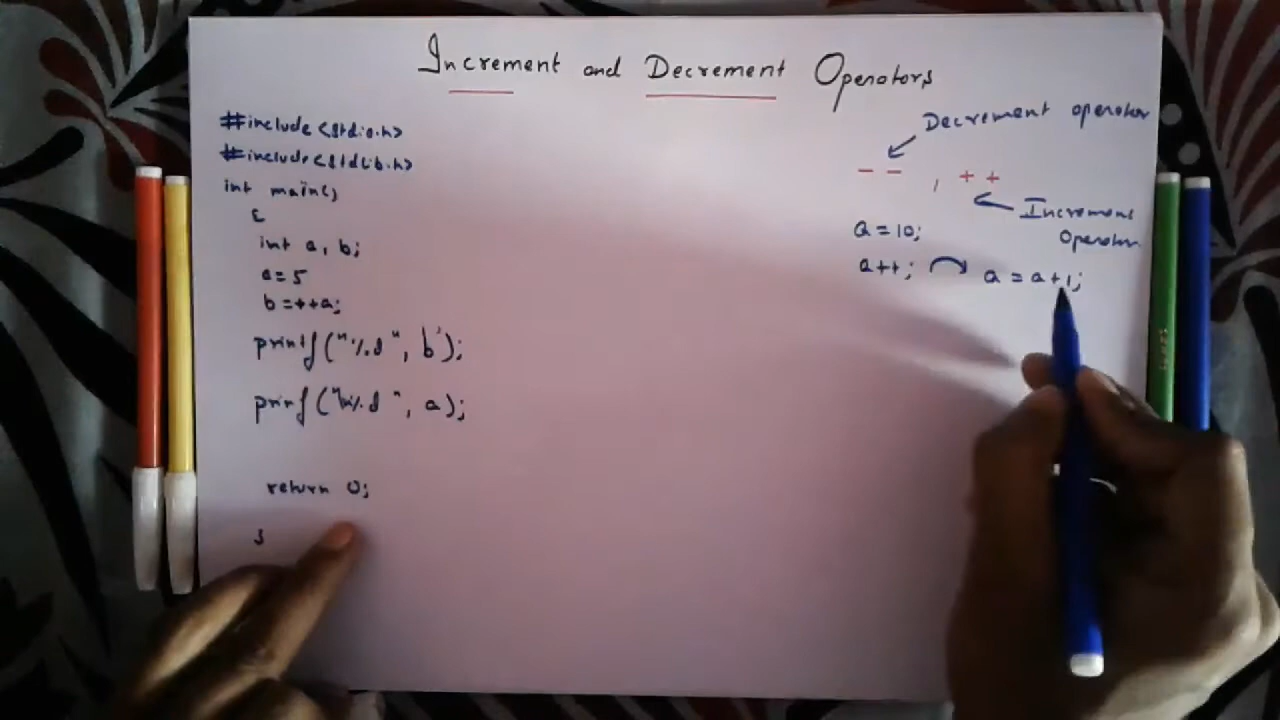 Increment and Decrement Operators
#include <stdio.h>
#include <stdlib.h>
int main()
{
int a, b;
a=5
b=++a;
printf("%d", b);
prinf("\n%d", a);
return 0;
}
Decrement operator
-- , ++
Increment
Operator
a=10;
a++; a=a+1;